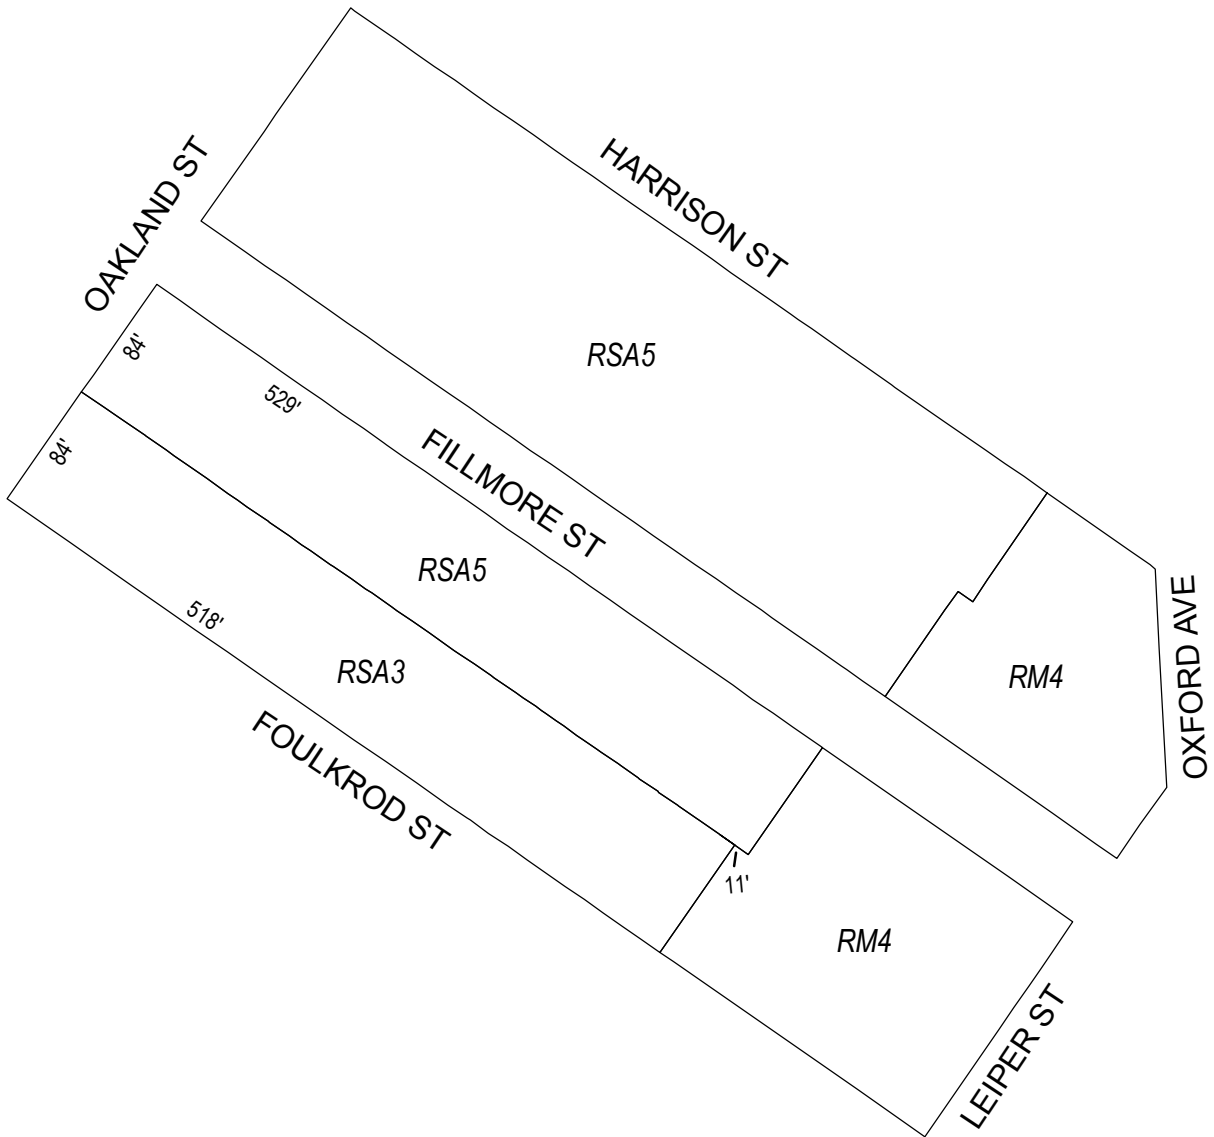 HARRISON ST
OAKLAND ST
RSA5
84'
529'
FILLMORE ST
84'
RSA5
OXFORD AVE
518'
RSA3
RM4
FOULKROD ST
11'
RM4
LEIPER ST